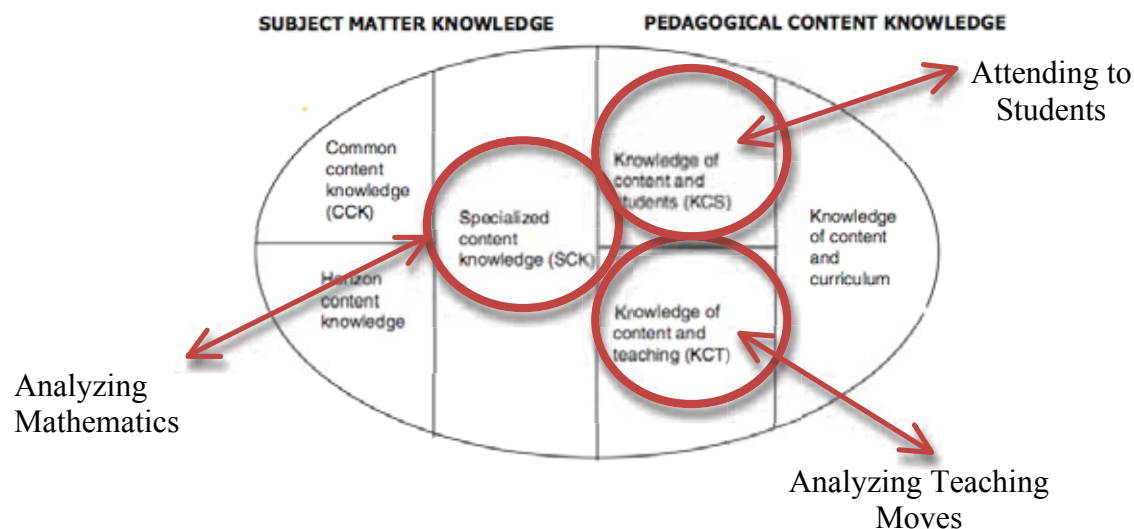 SUBJECT MATTER KNOWLEDGE
PEDAGOGICAL CONTENT KNOWLEDGE
Attending to
Students
Common
content
knowledge
(CCK)
Specialized
content
knowledge (SCK)
Knowledge of
content and
students (KCS)
Knowledge
of content
and
curriculum
Horizon
content
knowledge
Knowledge of
content and
teaching (KCT)
Analyzing
Mathematics
Analyzing Teaching
Moves